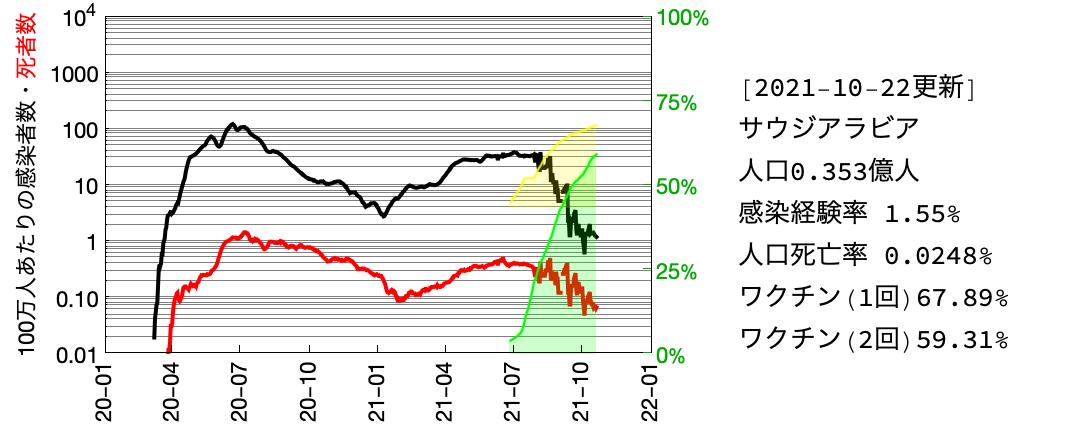 100万人あたりの感染者数・死者数
10^4
1000
100
10
1
0.10
0.01
100%
75%
50%
25%
0%
20-01
20-04
20-07
20-10
21-01
21-04
21-07
21-10
22-01
[2021-10-22更新]
サウジアラビア
人口0.353億人
感染経験率 1.55%
人口死亡率 0.0248%
ワクチン(1回)67.89%
ワクチン(2回)59.31%